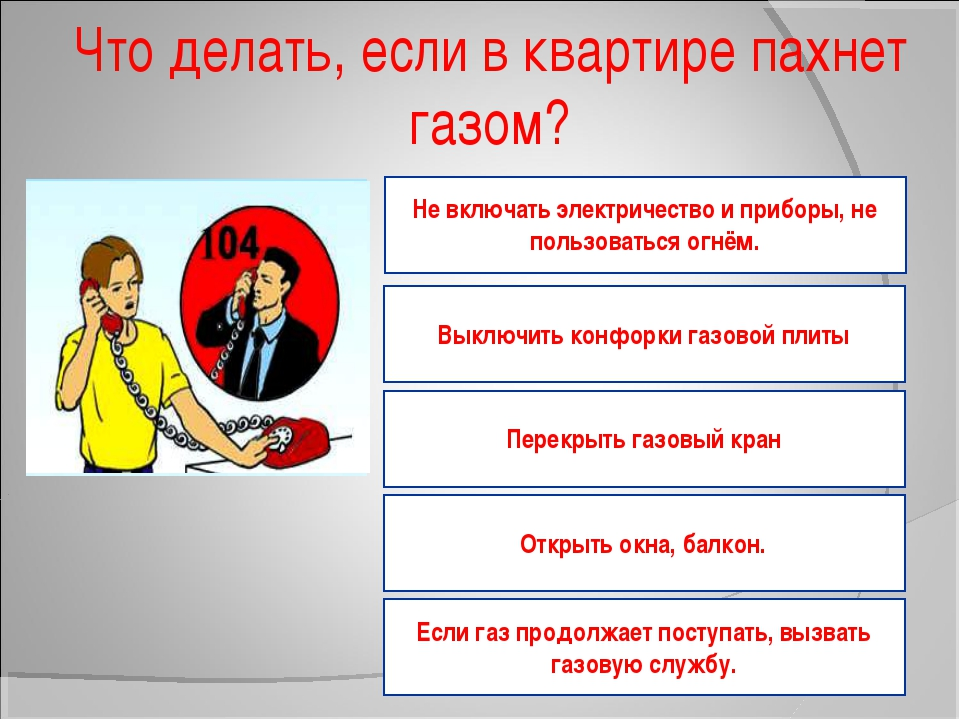 Что делать, если в квартире пахнет
газом?
104
Не включать электричество и приборы, не
пользоваться огнём.
Выключить конфорки газовой плиты
Перекрыть газовый кран
Открыть окна, балкон.
Если газ продолжает поступать, вызвать
газовую службу.